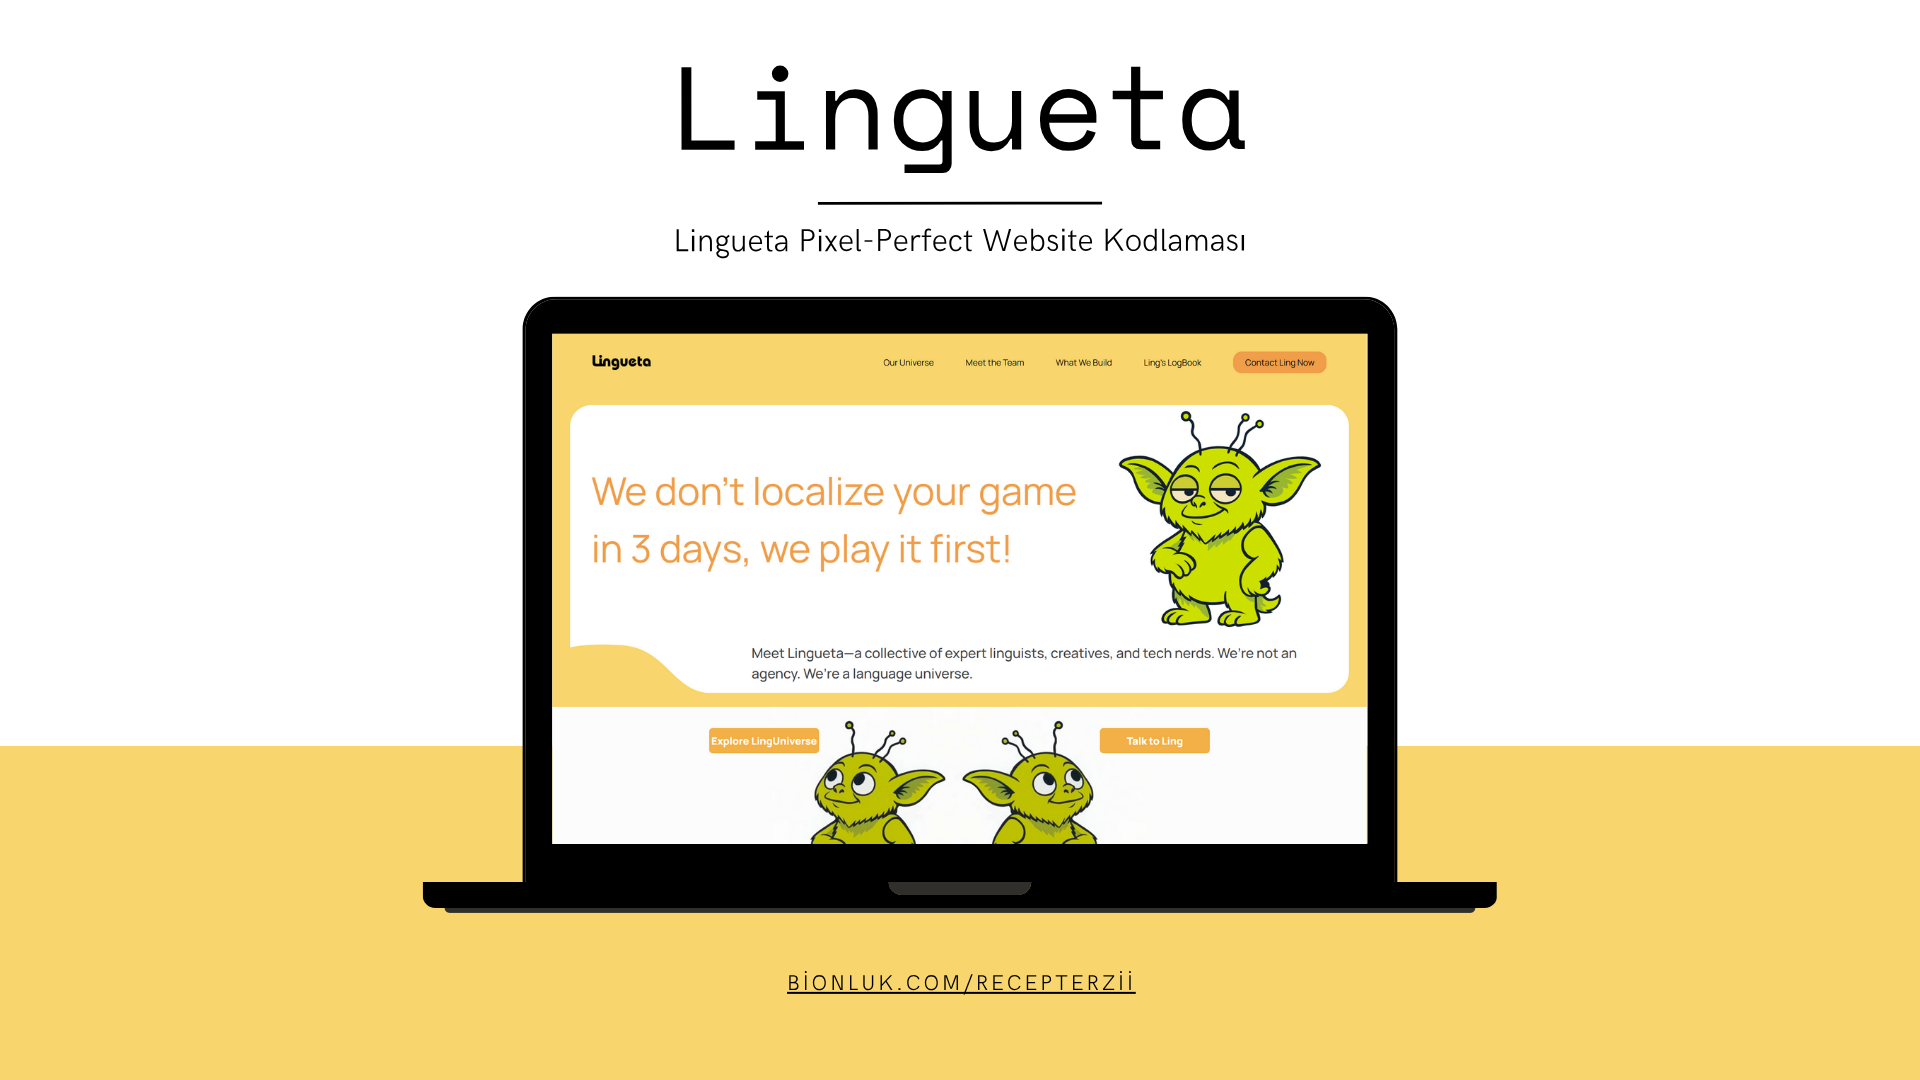 Lingueta
Lingueta Pixel-Perfect Website Kodlaması
Lingueta
Our Universe
Meet the Team
What We Build
Ling's LogBook
Contact Ling Now
We don't localize your game
in 3 days, we play it first!
Meet Lingueta—a collective of expert linguists, creatives, and tech nerds. We're not an
agency. We're a language universe.
Explore LingUniverse
Talk to Ling
BİONLUK.COM/RECEPTERZİİ